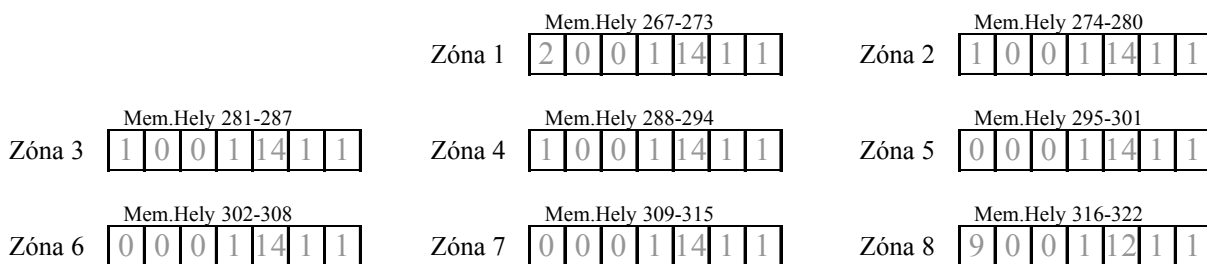 Mem.Hely 267-273 Mem.Hely 274-280
Zóna 1 2 0 0 1 14 1 1 Zóna 2 1 0 0 1 14 1 1
Mem.Hely 281-287 Mem.Hely 288-294 Mem.Hely 295-301
Zóna 3 1 0 0 1 14 1 1 Zóna 4 1 0 0 1 14 1 1 Zóna 5 0 0 0 1 14 1 1
Mem.Hely 302-308 Mem.Hely 309-315 Mem.Hely 316-322
Zóna 6 0 0 0 1 14 1 1 Zóna 7 0 0 0 1 14 1 1 Zóna 8 9 0 0 1 12 1 1